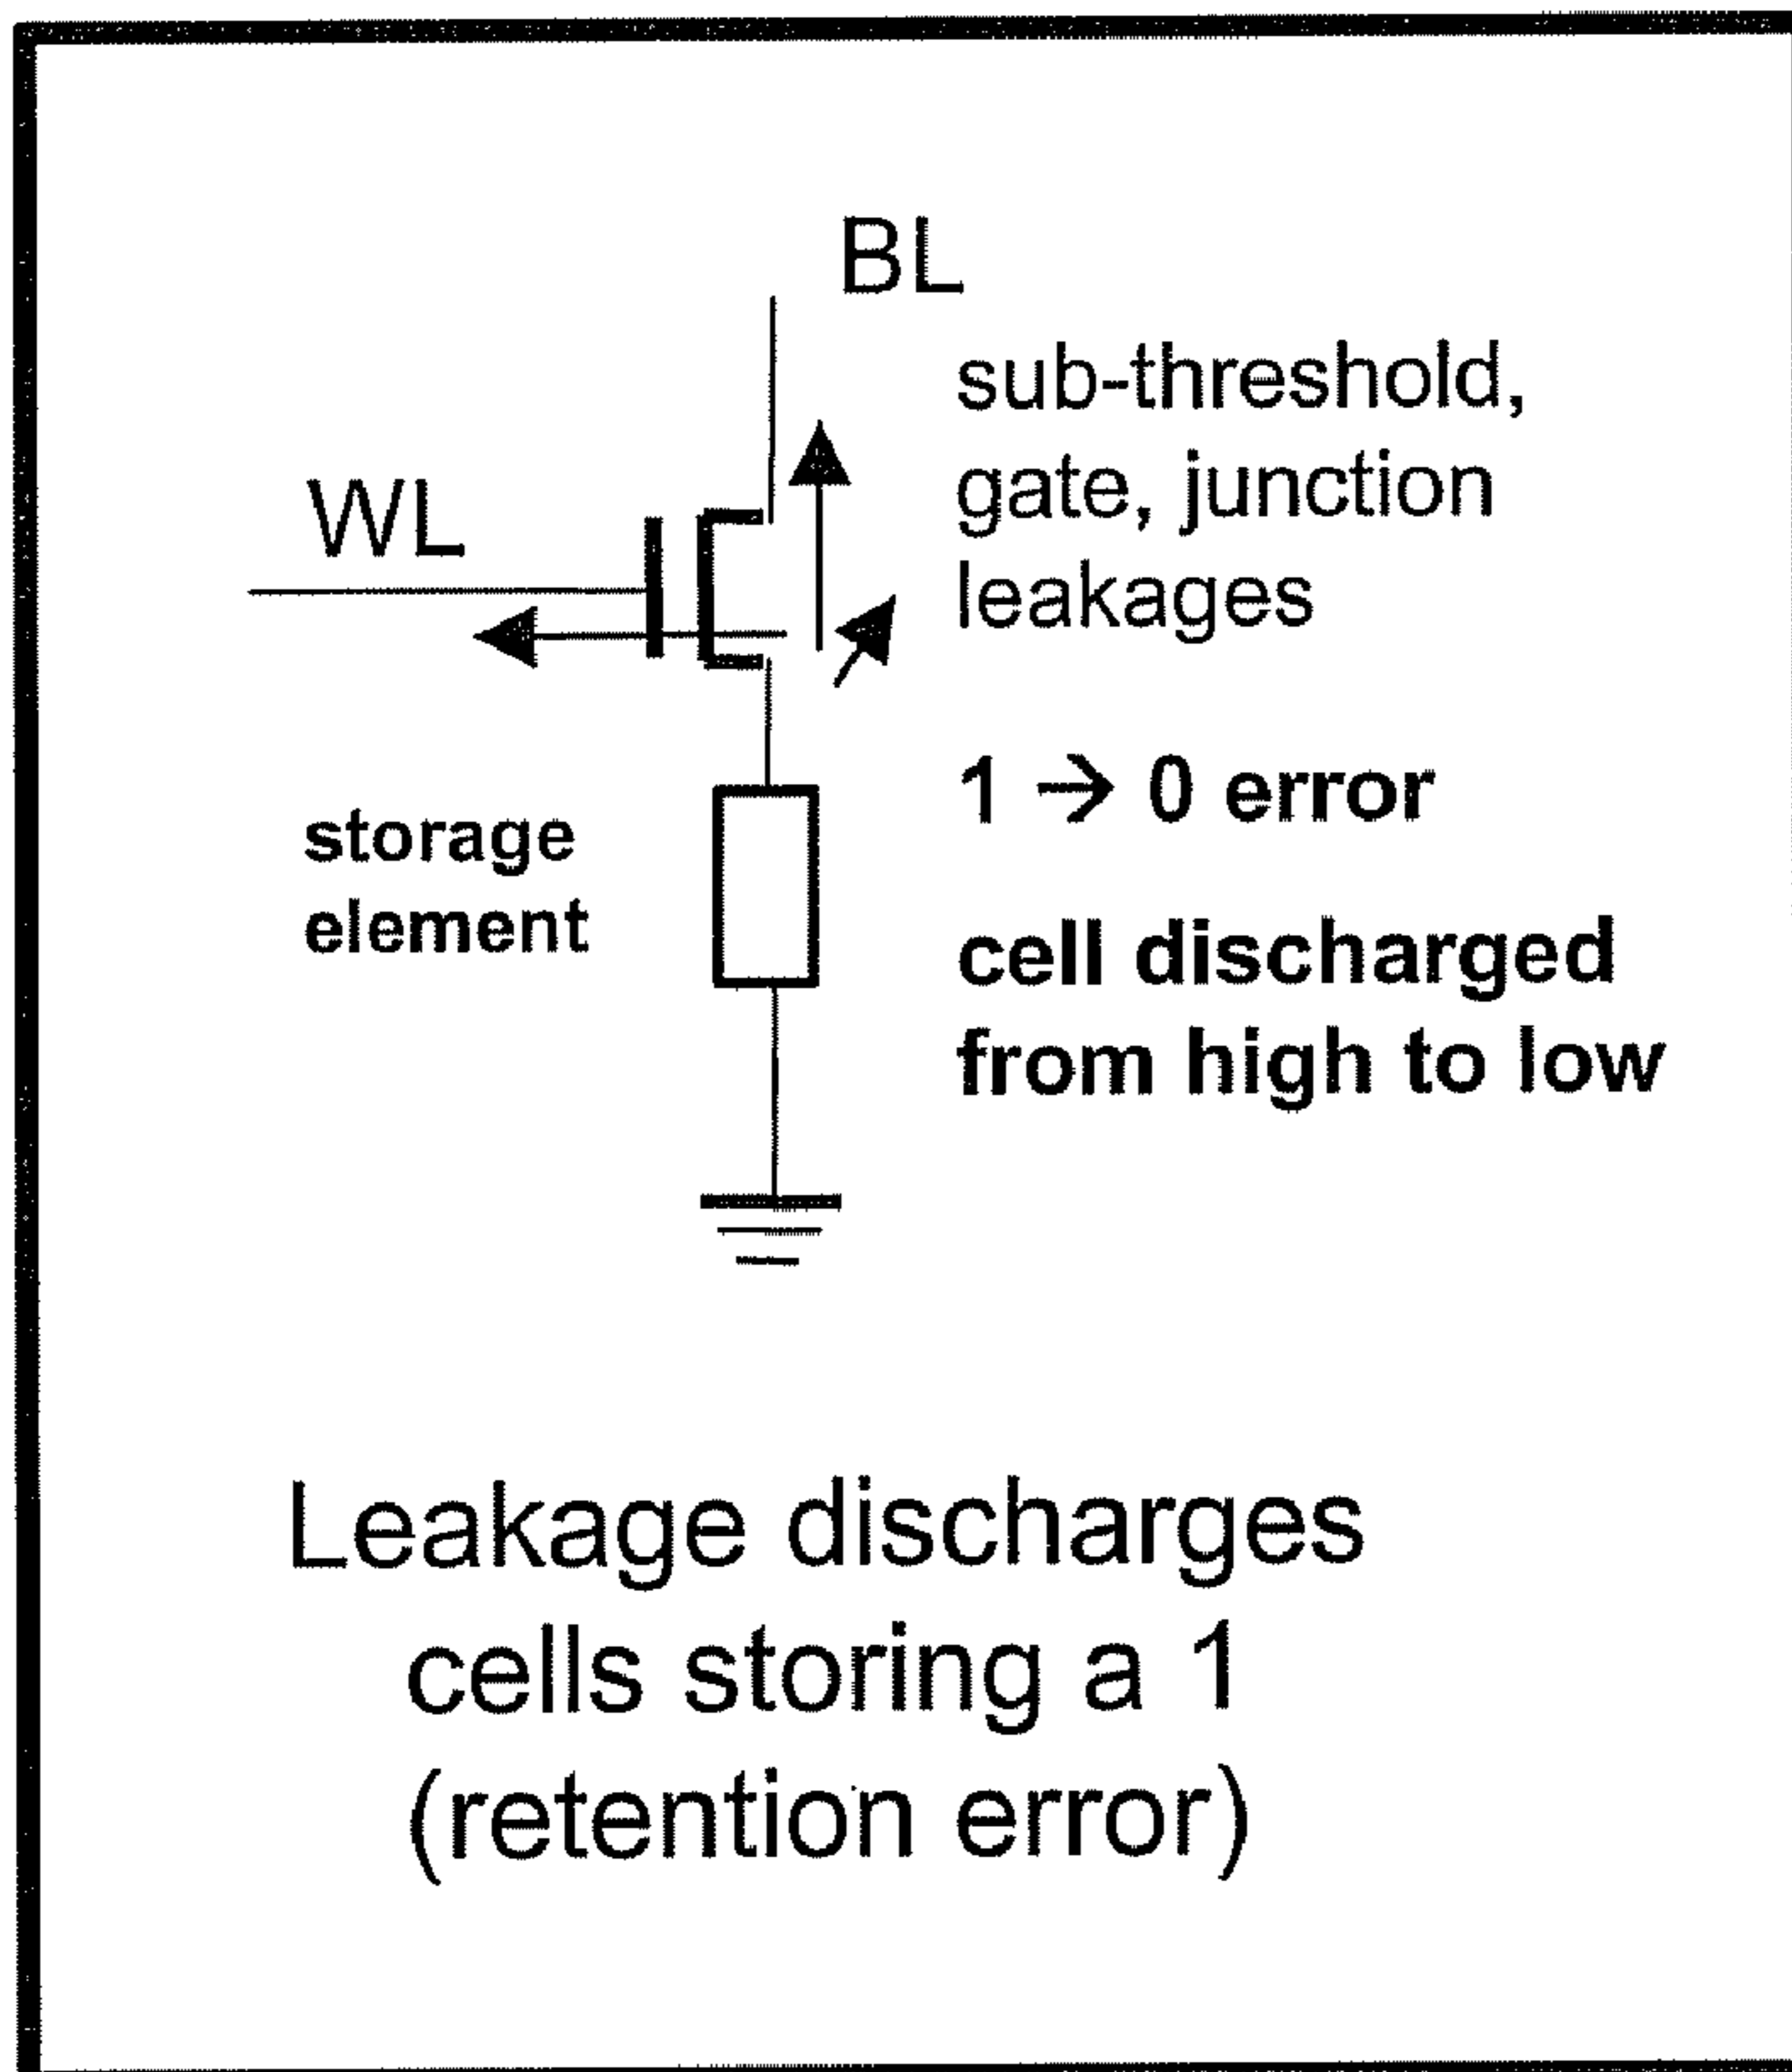 BL
sub-threshold,
gate, junction
leakages
WL
1 → 0 error
storage
element
cell discharged
from high to low
Leakage discharges
cells storing a 1
(retention error)